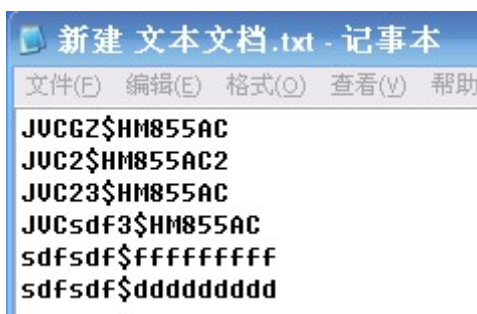 新建 文本文档.txt - 记事本
文件(F) 编辑(E) 格式(O) 查看(V) 帮助
JVCGZ$HM855AC
JVC2$HM855AC2
JVC23$HM855AC
JVCsdf3$HM855AC
sdfsdf$fffffffff
sdfsdf$ddddddddd